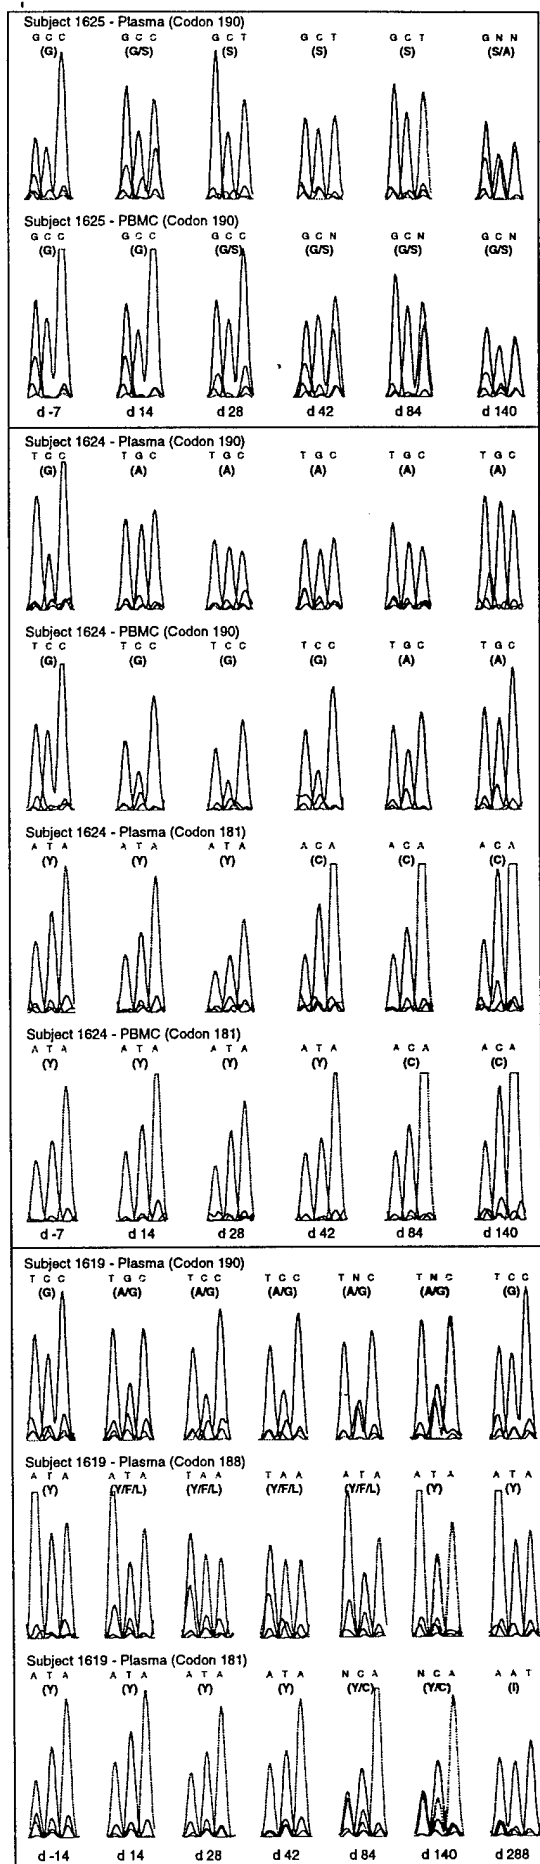 Subject 1625 - Plasma (Codon 190)
G C C G C C G C T G C T G C T G N N
(G) (G/S) (S) (S) (S) (S/A)
Subject 1625 - PBMC (Codon 190)
G C C G C C G C C G C N G C N G C N
(G) (G) (G/S) (G/S) (G/S) (G/S)
d -7 d 14 d 28 d 42 d 84 d 140
Subject 1624 - Plasma (Codon 190)
T C C T G C T G C T G C T G C T G C
(G) (A) (A) (A) (A) (A)
Subject 1624 - PBMC (Codon 190)
T C C T C C T C C T C C T G C T G C
(G) (G) (G) (G) (A) (A)
Subject 1624 - Plasma (Codon 181)
A T A A T A A T A A C A A C A A C A
(Y) (Y) (Y) (C) (C) (C)
Subject 1624 - PBMC (Codon 181)
A T A A T A A T A A T A A C A A C A
(Y) (Y) (Y) (Y) (C) (C)
d -7 d 14 d 28 d 42 d 84 d 140
Subject 1619 - Plasma (Codon 190)
T C C T G C T C C T C C T N C T N C T C C
(G) (A/G) (A/G) (A/G) (A/G) (A/G) (G)
Subject 1619 - Plasma (Codon 188)
A T A A T A T A A T A A A T A A T A A T A
(Y) (Y/F/L) (Y/F/L) (Y/F/L) (Y/F/L) (Y) (Y)
Subject 1619 - Plasma (Codon 181)
A T A A T A A T A A T A N C A N C A A A T
(Y) (Y) (Y) (Y) (Y/C) (Y/C) (I)
d -14 d 14 d 28 d 42 d 84 d 140 d 288